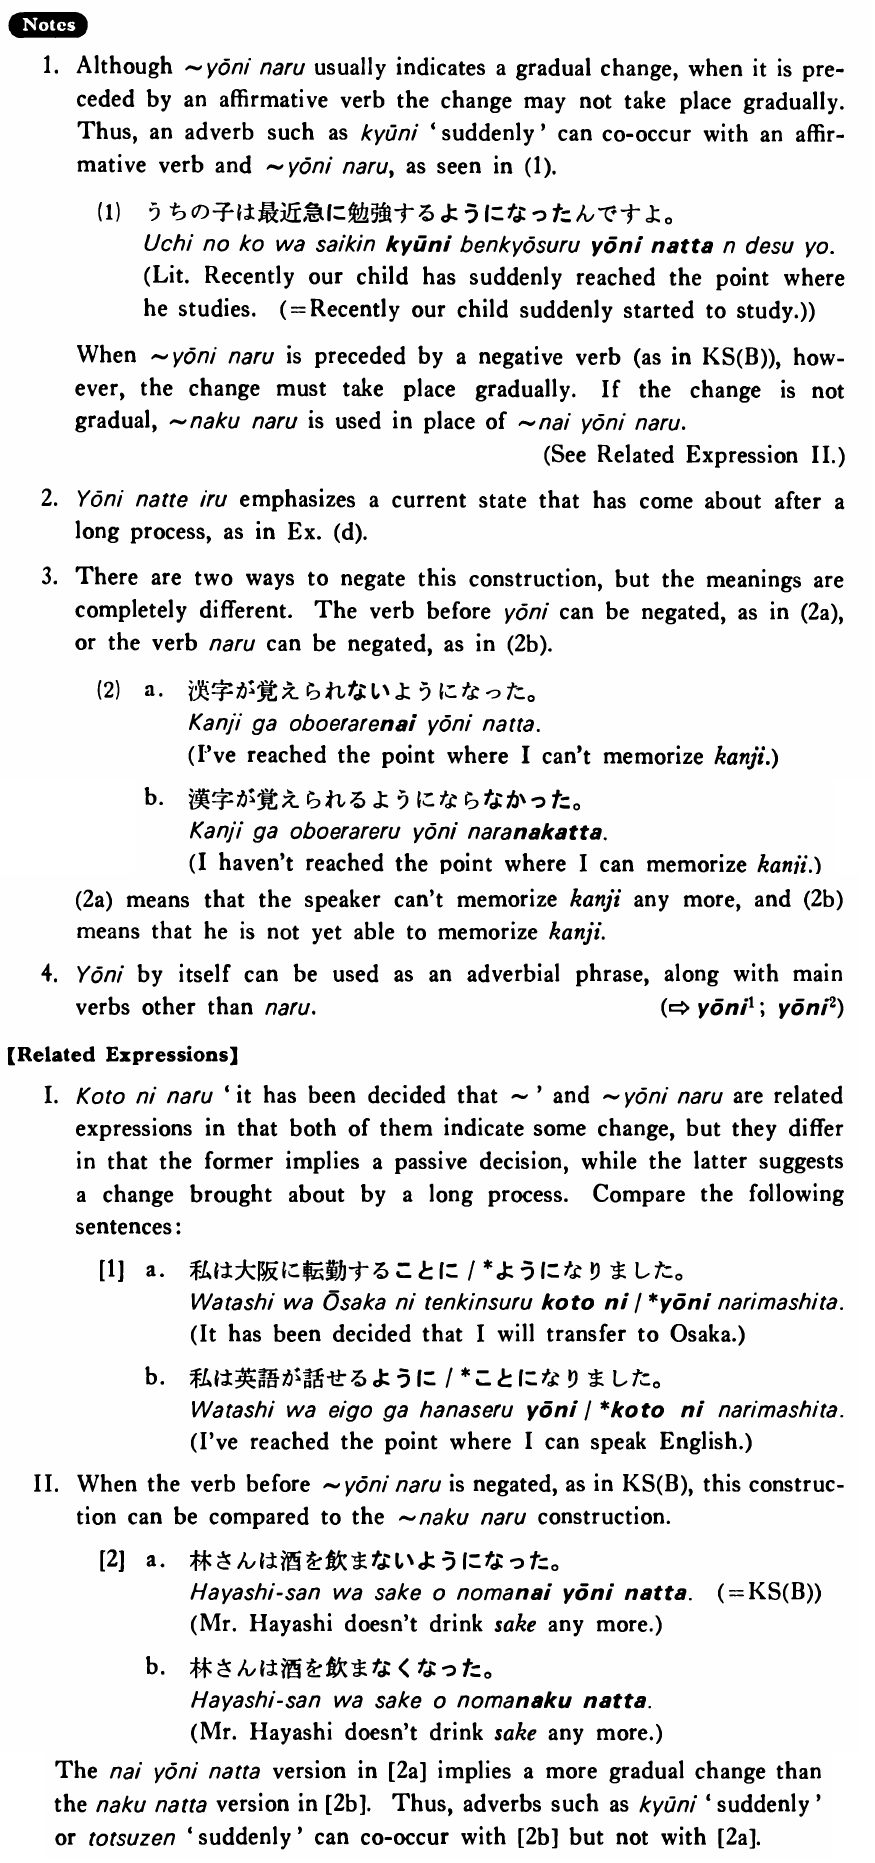 Notes
1. Although ~yōni naru usually indicates a gradual change, when it is pre-
ceded by an affirmative verb the change may not take place gradually.
Thus, an adverb such as kyūni ‘suddenly’ can co-occur with an affir-
mative verb and ~yōni naru, as seen in (1).
(1) うちの子は最近急に勉強するようになったんですよ。
Uchi no ko wa saikin kyūni benkyōsuru yōni natta n desu yo.
(Lit. Recently our child has suddenly reached the point where
he studies. (=Recently our child suddenly started to study.))
When ~yōni naru is preceded by a negative verb (as in KS(B)), how-
ever, the change must take place gradually. If the change is not
gradual, ~naku naru is used in place of ~nai yōni naru.
(See Related Expression II.)
2. Yōni natte iru emphasizes a current state that has come about after a
long process, as in Ex. (d).
3. There are two ways to negate this construction, but the meanings are
completely different. The verb before yōni can be negated, as in (2a),
or the verb naru can be negated, as in (2b).
(2) a.漢字が覚えられないようになった。
Kanji ga oboerarenai yōni natta.
(I’ve reached the point where I can’t memorize kanji.)
b. 漢字が覚えられるようにならなかった。
Kanji ga oboerareru yōni naranakatta.
(I haven’t reached the point where I can memorize kanji.)
(2a) means that the speaker can’t memorize kanji any more, and (2b)
means that he is not yet able to memorize kanji.
4. Yōni by itself can be used as an adverbial phrase, along with main
verbs other than naru. (⇨ yōni¹; yōni²)
【Related Expressions】
I. Koto ni naru ‘it has been decided that ~’ and ~yōni naru are related
expressions in that both of them indicate some change, but they differ
in that the former implies a passive decision, while the latter suggests
a change brought about by a long process. Compare the following
sentences:
[1] a. 私は大阪に転勤することに / *ようになりました。
Watashi wa Ōsaka ni tenkinsuru koto ni / *yōni narimashita.
(It has been decided that I will transfer to Osaka.)
b. 私は英語が話せるように / *ことになりました。
Watashi wa eigo ga hanaseru yōni / *koto ni narimashita.
(I’ve reached the point where I can speak English.)
II. When the verb before ~yōni naru is negated, as in KS(B), this construc-
tion can be compared to the ~naku naru construction.
[2] a. 林さんは酒を飲まないようになった。
Hayashi-san wa sake o nomanai yōni natta. (=KS(B))
(Mr. Hayashi doesn’t drink sake any more.)
b. 林さんは酒を飲まなくなった。
Hayashi-san wa sake o nomanaku natta.
(Mr. Hayashi doesn’t drink sake any more.)
The nai yōni natta version in [2a] implies a more gradual change than
the naku natta version in [2b]. Thus, adverbs such as kyūni ‘suddenly’
or totsuzen ‘suddenly’ can co-occur with [2b] but not with [2a].